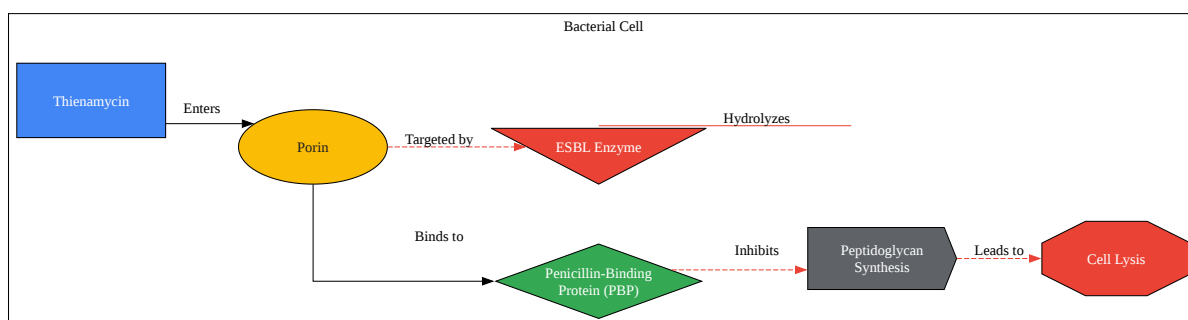 Bacterial Cell
Thienamycin
Enters
Porin
Targeted by
ESBL Enzyme
Hydrolyzes
Binds to
Penicillin-Binding
Protein (PBP)
Inhibits
Peptidoglycan
Synthesis
Leads to
Cell Lysis